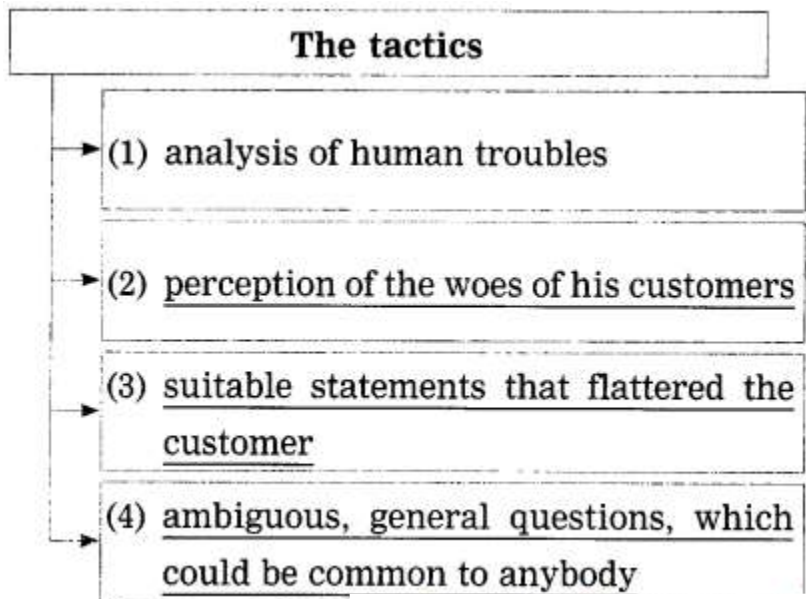 The tactics
(1) analysis of human troubles
(2) perception of the woes of his customers
(3) suitable statements that flattered the
customer
(4) ambiguous, general questions, which
could be common to anybody